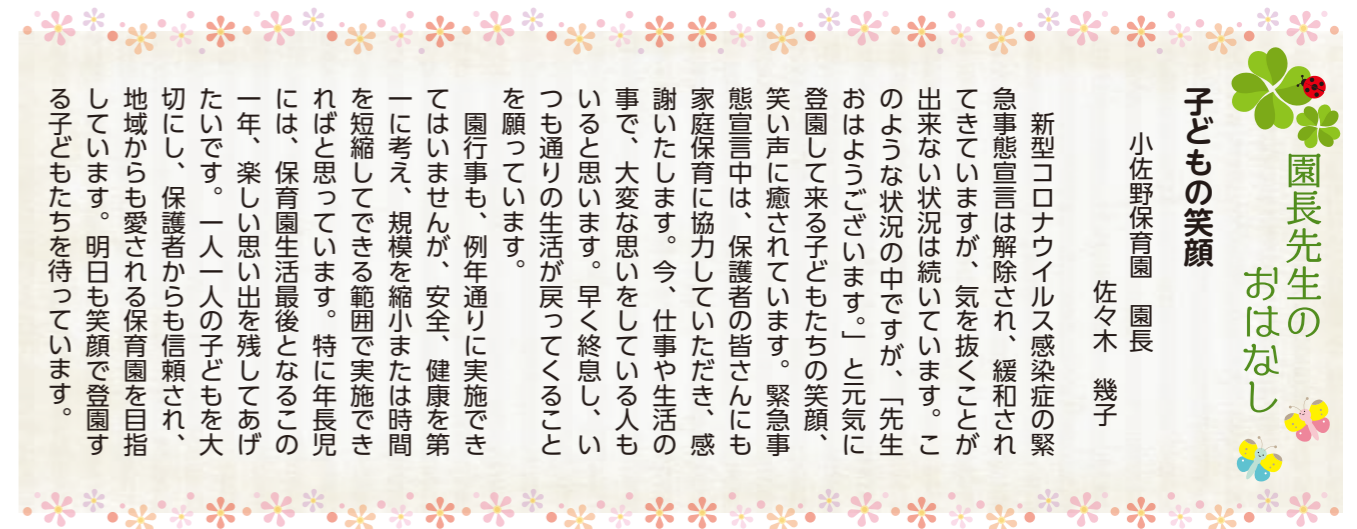 園長先生の
おはなし
子どもの笑顔
小佐野保育園　園長
佐々木　幾子
　新型コロナウイルス感染症の緊
急事態宣言は解除され、緩和され
てきていますが、気を抜くことが
出来ない状況は続いています。こ
のような状況の中ですが、「先生
おはようございます。」と元気に
登園して来る子どもたちの笑顔、
笑い声に癒されています。緊急事
態宣言中は、保護者の皆さんにも
家庭保育に協力していただき、感
謝いたします。今、仕事や生活の
事で、大変な思いをしている人も
いると思います。早く終息し、い
つも通りの生活が戻ってくること
を願っています。
　園行事も、例年通りに実施でき
てはいませんが、安全、健康を第
一に考え、規模を縮小または時間
を短縮してできる範囲で実施でき
ればと思っています。特に年長児
には、保育園生活最後となるこの
一年、楽しい思い出を残してあげ
たいです。一人一人の子どもを大
切にし、保護者からも信頼され、
地域からも愛される保育園を目指
しています。明日も笑顔で登園す
る子どもたちを待っています。